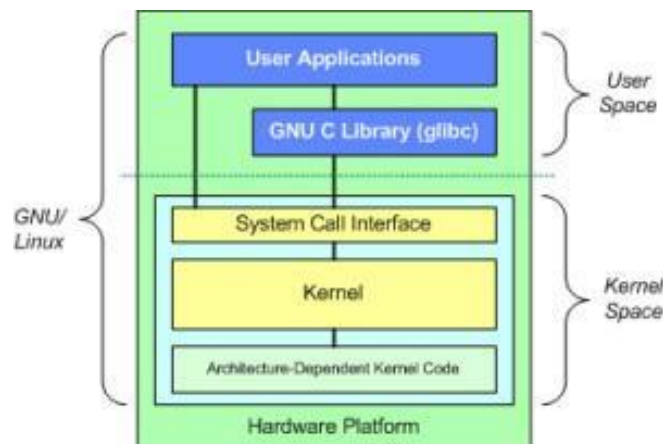 User Applications
User
Space
GNU C Library (glibc)
GNU/
Linux
System Call Interface
Kernel
Kernel
Space
Architecture-Dependent Kernel Code
Hardware Platform